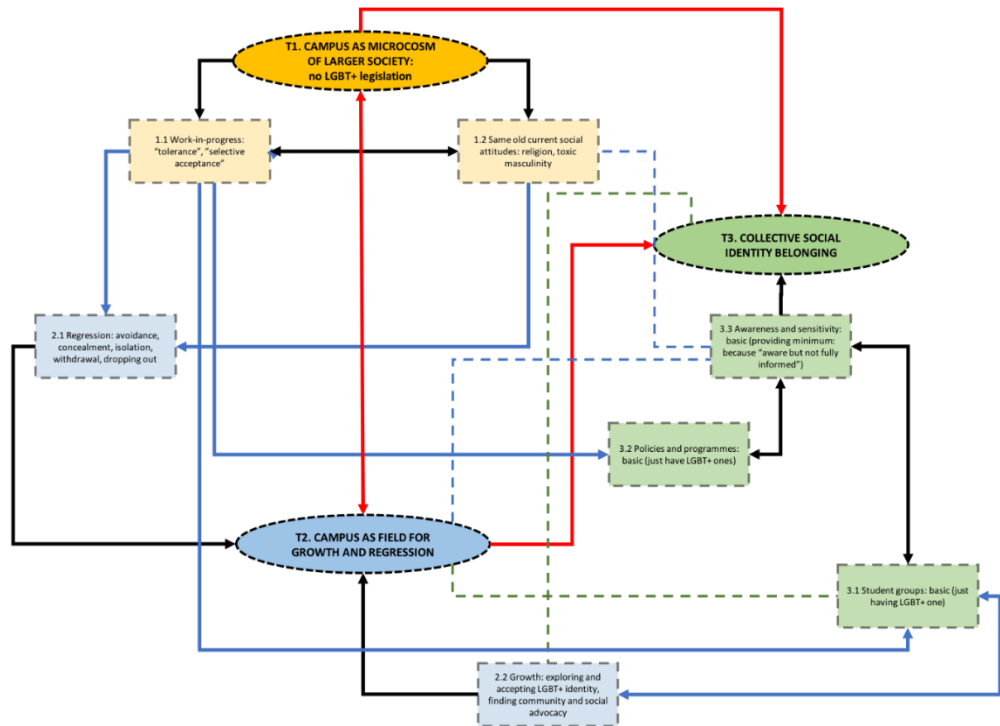 T1. CAMPUS AS MICROCOSM
OF LARGER SOCIETY:
no LGBT+ legislation
1.1 Work-in-progress:
“tolerance”, “selective
acceptance”
1.2 Same old current social
attitudes: religion, toxic
masculinity
T3. COLLECTIVE SOCIAL
IDENTITY BELONGING
2.1 Regression: avoidance,
concealment, isolation,
withdrawal, dropping out
3.3 Awareness and sensitivity:
basic (providing minimum:
because “aware but not fully
informed”)
3.2 Policies and programmes:
basic (just have LGBT+ ones)
T2. CAMPUS AS FIELD FOR
GROWTH AND REGRESSION
3.1 Student groups: basic (just
having LGBT+ one)
2.2 Growth: exploring and
accepting LGBT+ identity,
finding community and social
advocacy